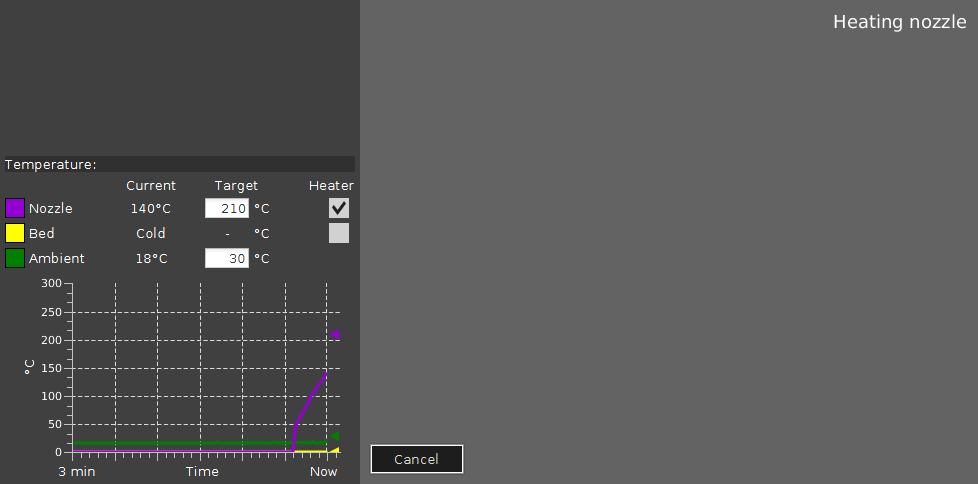 Heating nozzle
Temperature:
Current Target Heater
Nozzle 140°C 210 °C
Bed Cold - °C
Ambient 18°C 30 °C
300
250
200
150
100
50
0
°C
3 min Time Now
Cancel